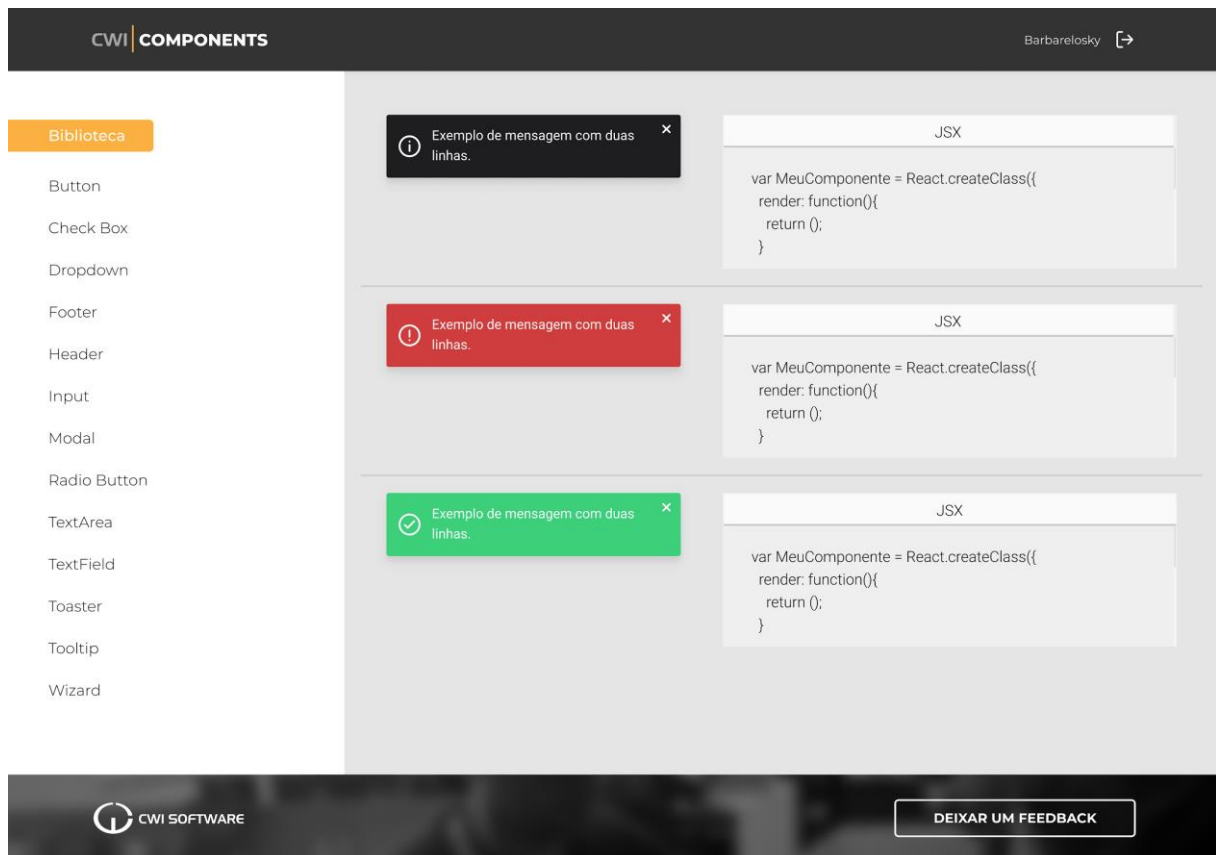 CWI COMPONENTS
Barbarelosky
Biblioteca
Button
Check Box
Dropdown
Footer
Header
Input
Modal
Radio Button
TextArea
TextField
Toaster
Tooltip
Wizard
Exemplo de mensagem com duas
linhas.
JSX
var MeuComponente = React.createClass({
render: function(){
return ();
}
Exemplo de mensagem com duas
linhas.
JSX
var MeuComponente = React.createClass({
render: function(){
return ();
}
Exemplo de mensagem com duas
linhas.
JSX
var MeuComponente = React.createClass({
render: function(){
return ();
}
CWI SOFTWARE
DEIXAR UM FEEDBACK